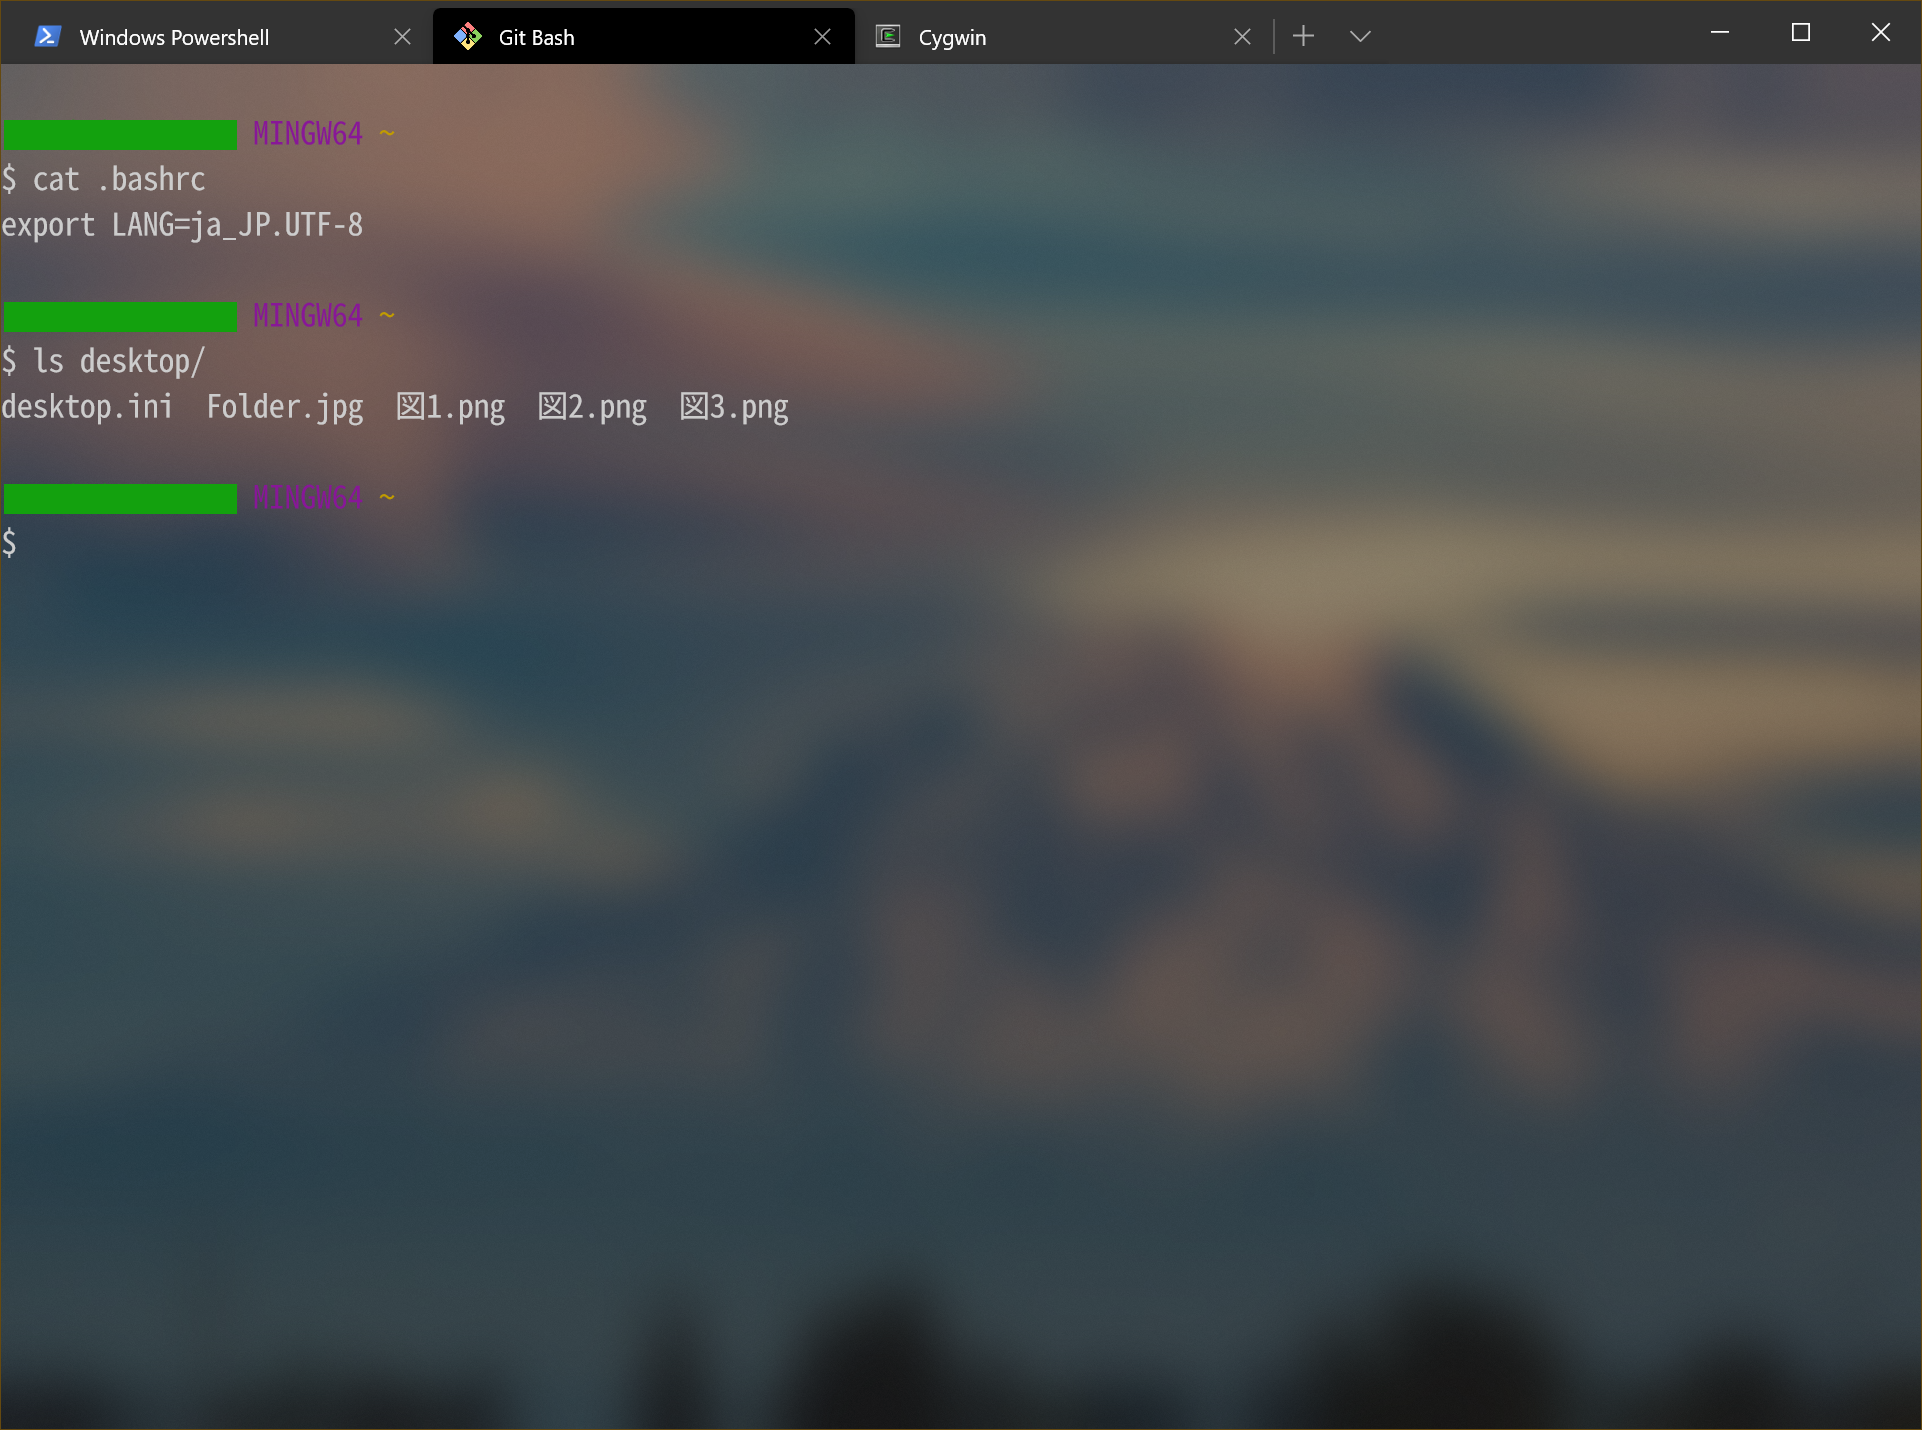 Windows Powershell
Git Bash
Cygwin
MINGW64 ~
$ cat .bashrc
export LANG=ja_JP.UTF-8
MINGW64 ~
$ ls desktop/
desktop.ini  Folder.jpg  図1.png  図2.png  図3.png
MINGW64 ~
$